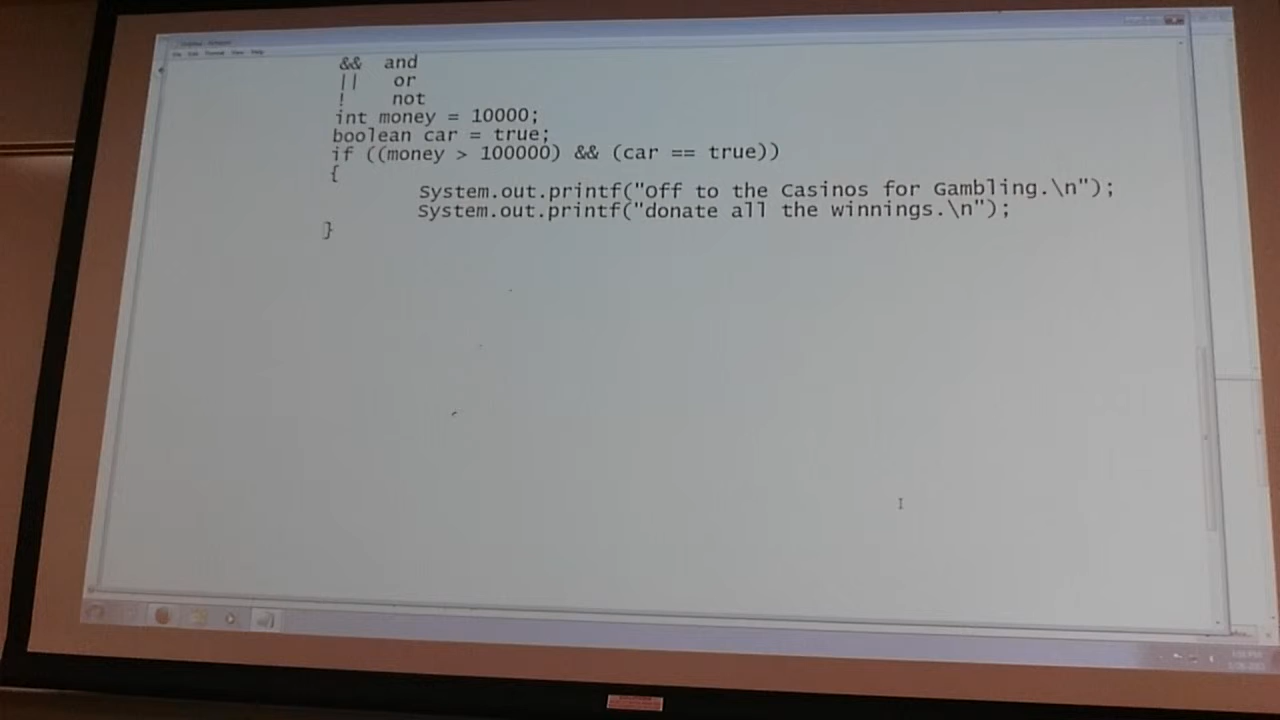 && and
|| or
! not
int money = 10000;
boolean car = true;
if ((money > 100000) && (car == true))
{
System.out.printf("Off to the Casinos for Gambling.\n");
System.out.printf("donate all the winnings.\n");
}